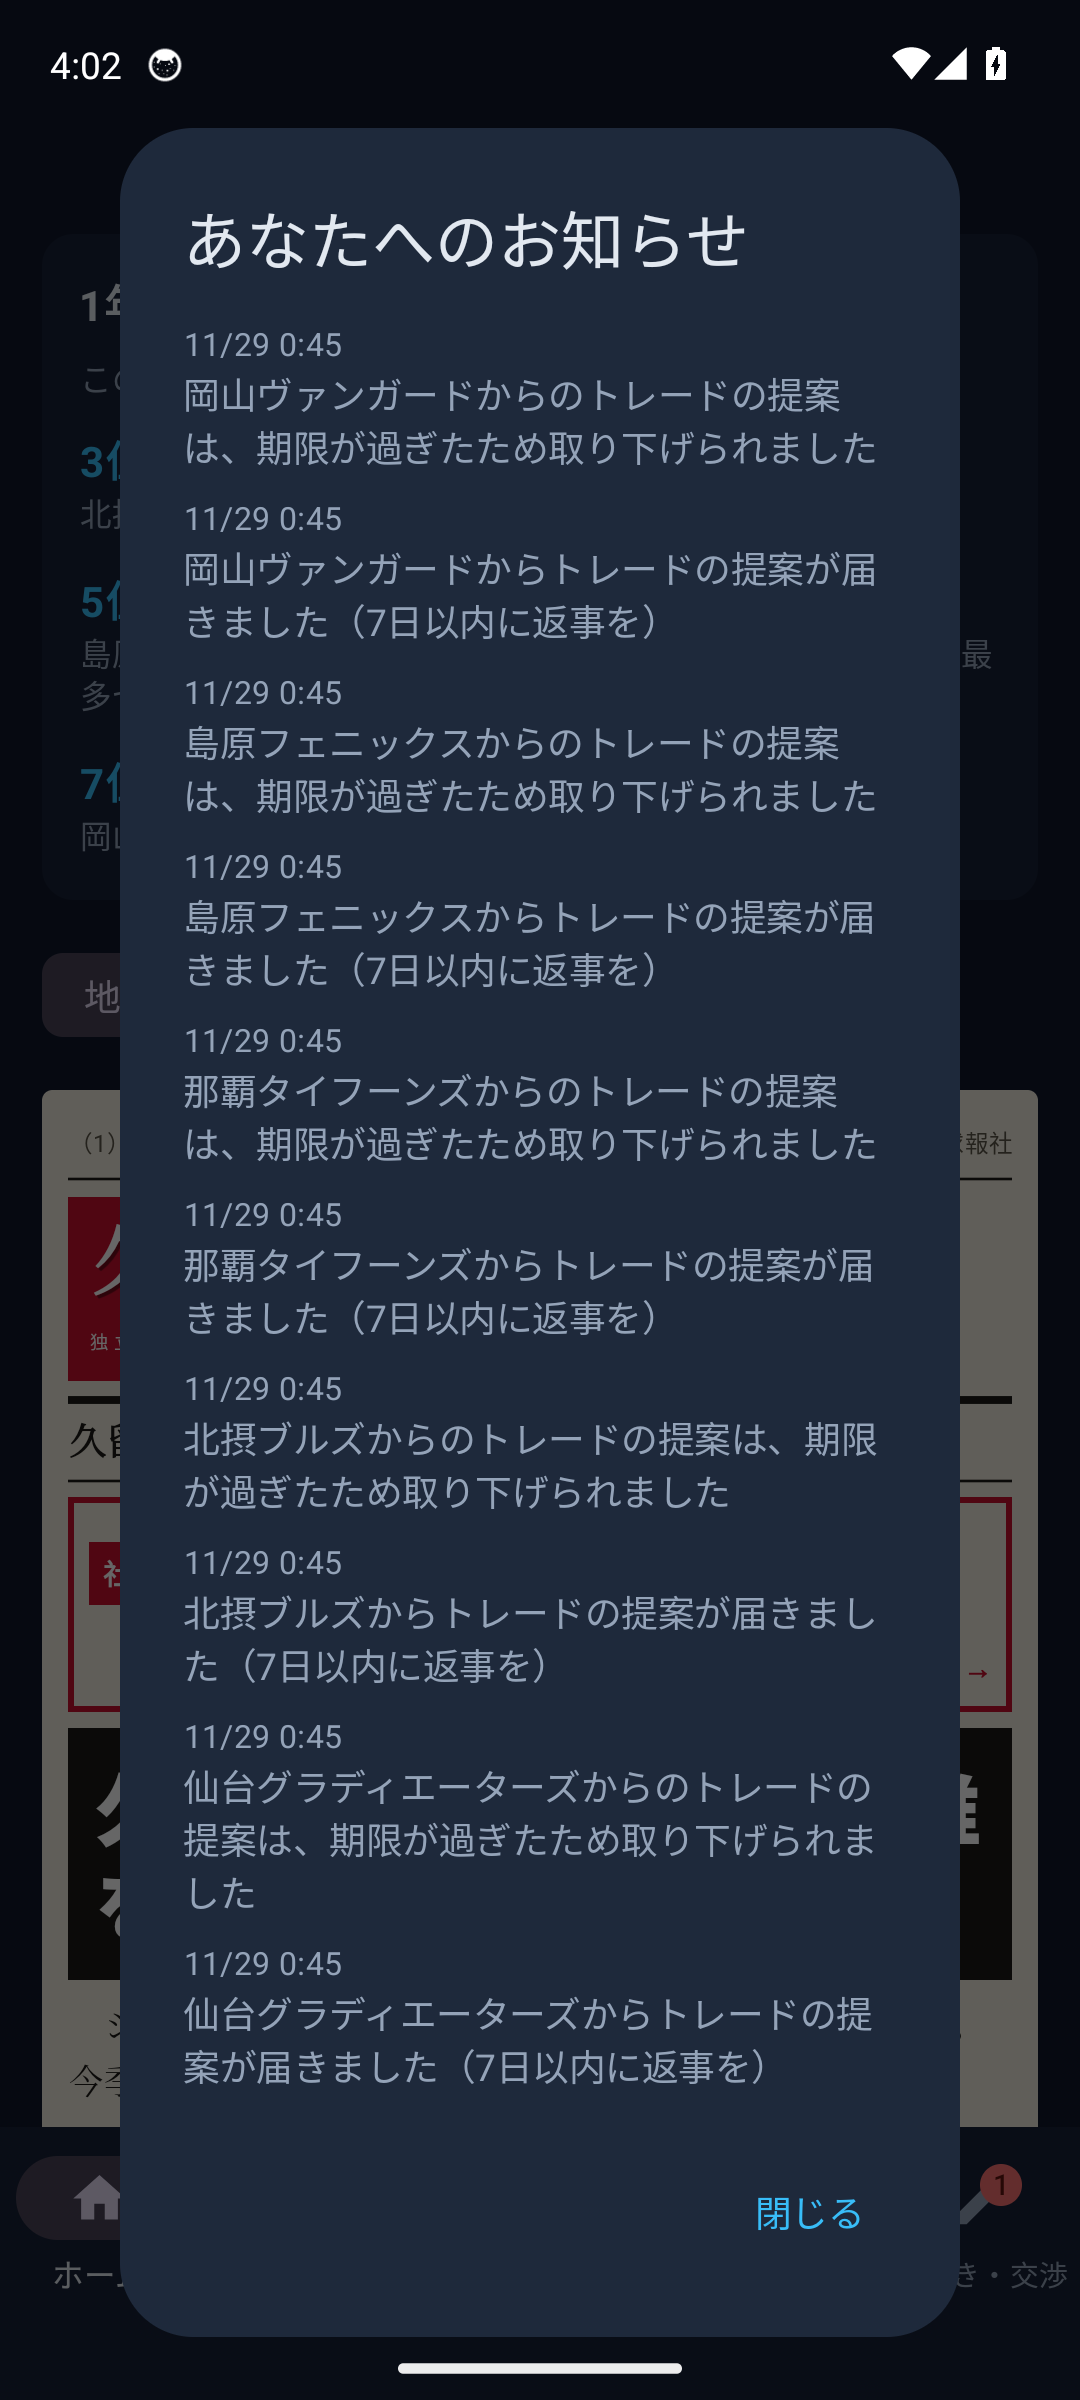 4:02
あなたへのお知らせ
11/29 0:45
岡山ヴァンガードからのトレードの提案
は、期限が過ぎたため取り下げられました
11/29 0:45
岡山ヴァンガードからトレードの提案が届
きました（7日以内に返事を）
11/29 0:45
島原フェニックスからのトレードの提案
は、期限が過ぎたため取り下げられました
11/29 0:45
島原フェニックスからトレードの提案が届
きました（7日以内に返事を）
11/29 0:45
那覇タイフーンズからのトレードの提案
は、期限が過ぎたため取り下げられました
11/29 0:45
那覇タイフーンズからトレードの提案が届
きました（7日以内に返事を）
11/29 0:45
北摂ブルズからのトレードの提案は、期限
が過ぎたため取り下げられました
11/29 0:45
北摂ブルズからトレードの提案が届きまし
た（7日以内に返事を）
11/29 0:45
仙台グラディエーターズからのトレードの
提案は、期限が過ぎたため取り下げられま
した
11/29 0:45
仙台グラディエーターズからトレードの提
案が届きました（7日以内に返事を）
閉じる
1
3
5
島
最
多
7
地
（1）
報社
独
久
→
今
ホー
き・交渉
1